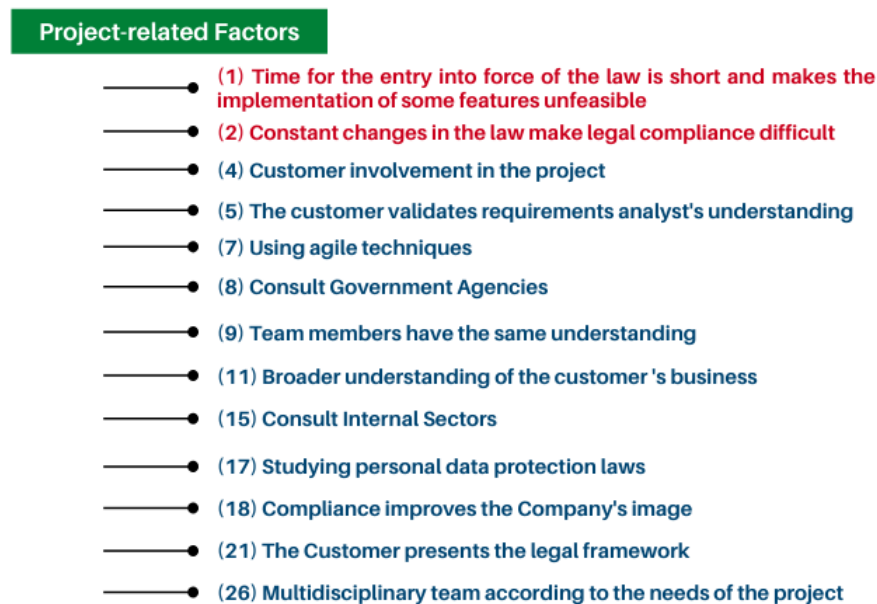 Project-related Factors
(1) Time for the entry into force of the law is short and makes the
implementation of some features unfeasible
(2) Constant changes in the law make legal compliance difficult
(4) Customer involvement in the project
(5) The customer validates requirements analyst's understanding
(7) Using agile techniques
(8) Consult Government Agencies
(9) Team members have the same understanding
(11) Broader understanding of the customer 's business
(15) Consult Internal Sectors
(17) Studying personal data protection laws
(18) Compliance improves the Company's image
(21) The Customer presents the legal framework
(26) Multidisciplinary team according to the needs of the project